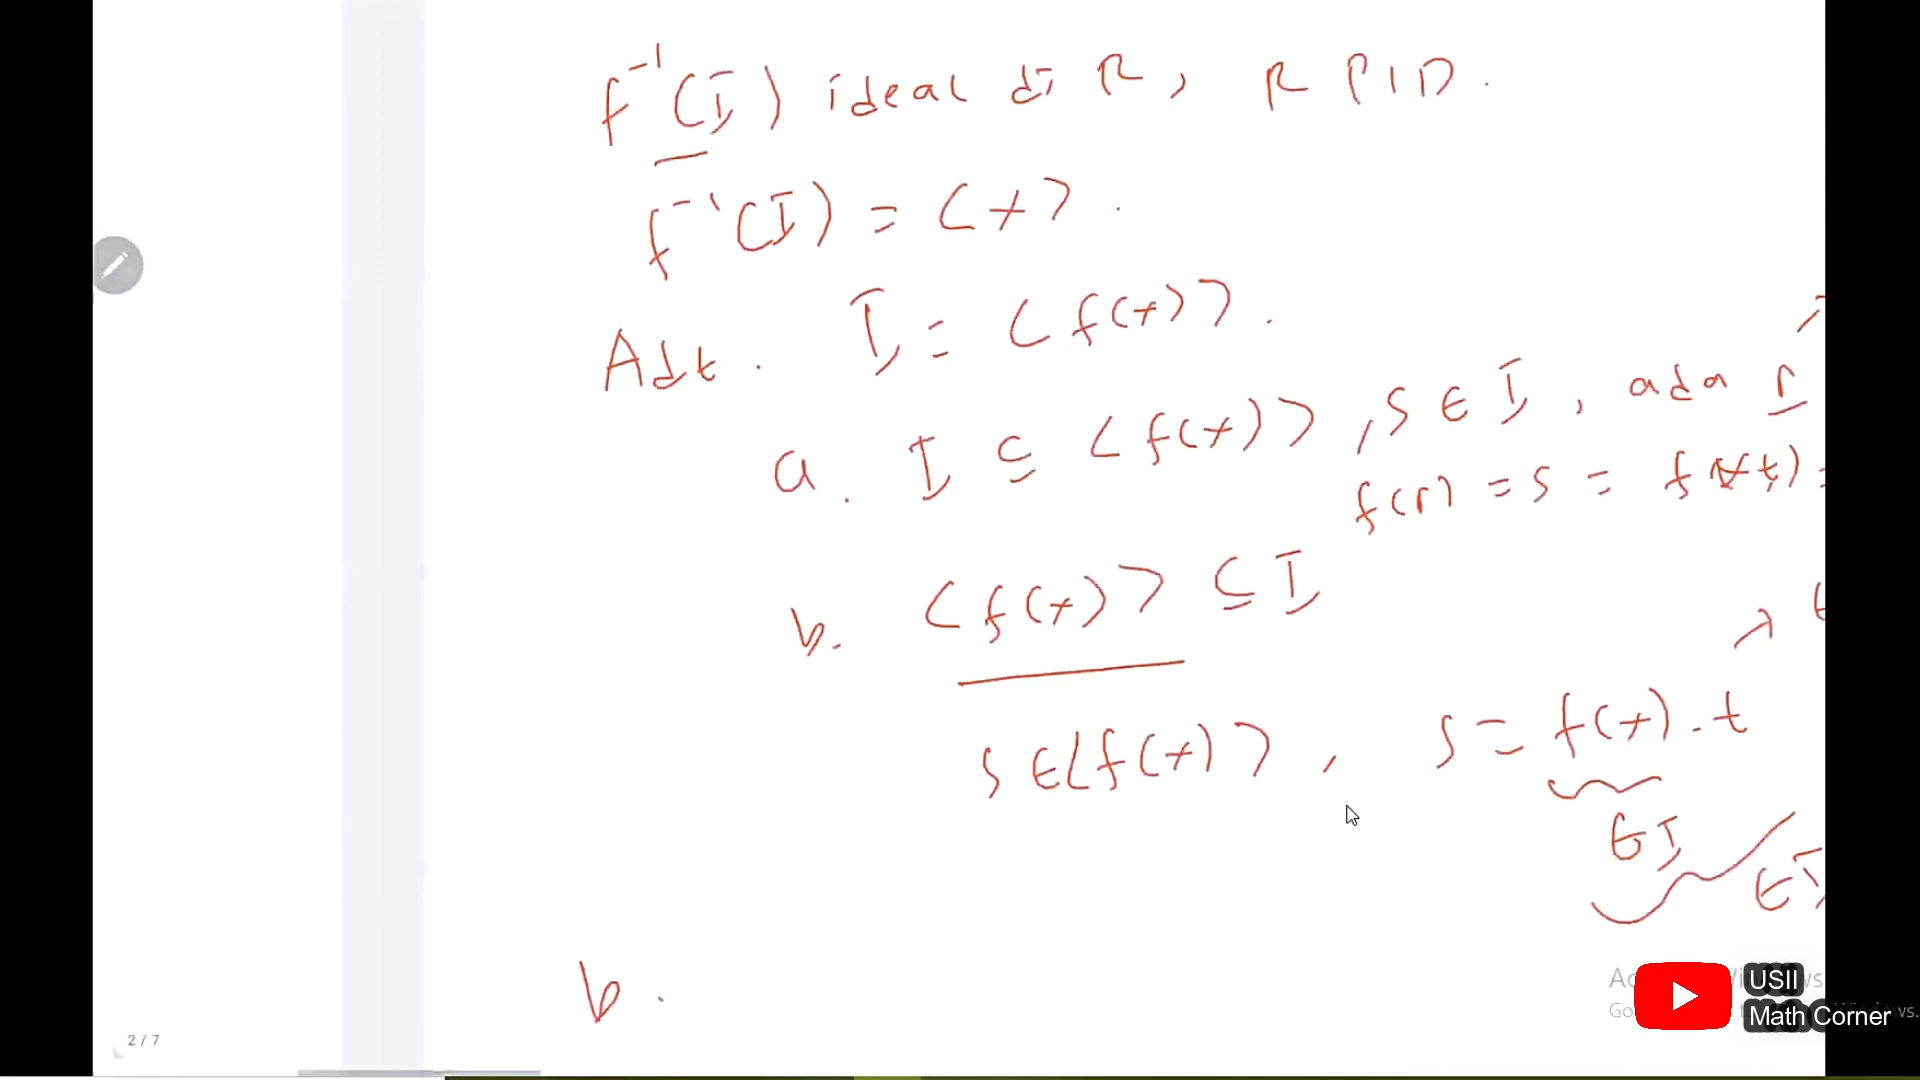 f⁻¹(I) ideal di R, R PID.
f⁻¹(I) = <x>.
Adt. I = <f(x)>.
a. I ⊆ <f(x)>, s ∈ I, ada r
f(r) = s = f(xt) =
b. <f(x)> ⊆ I
s ∈ <f(x)>, s = f(x).t
∈ I
∈ I
b.
2 / 7
USII
Math Corner